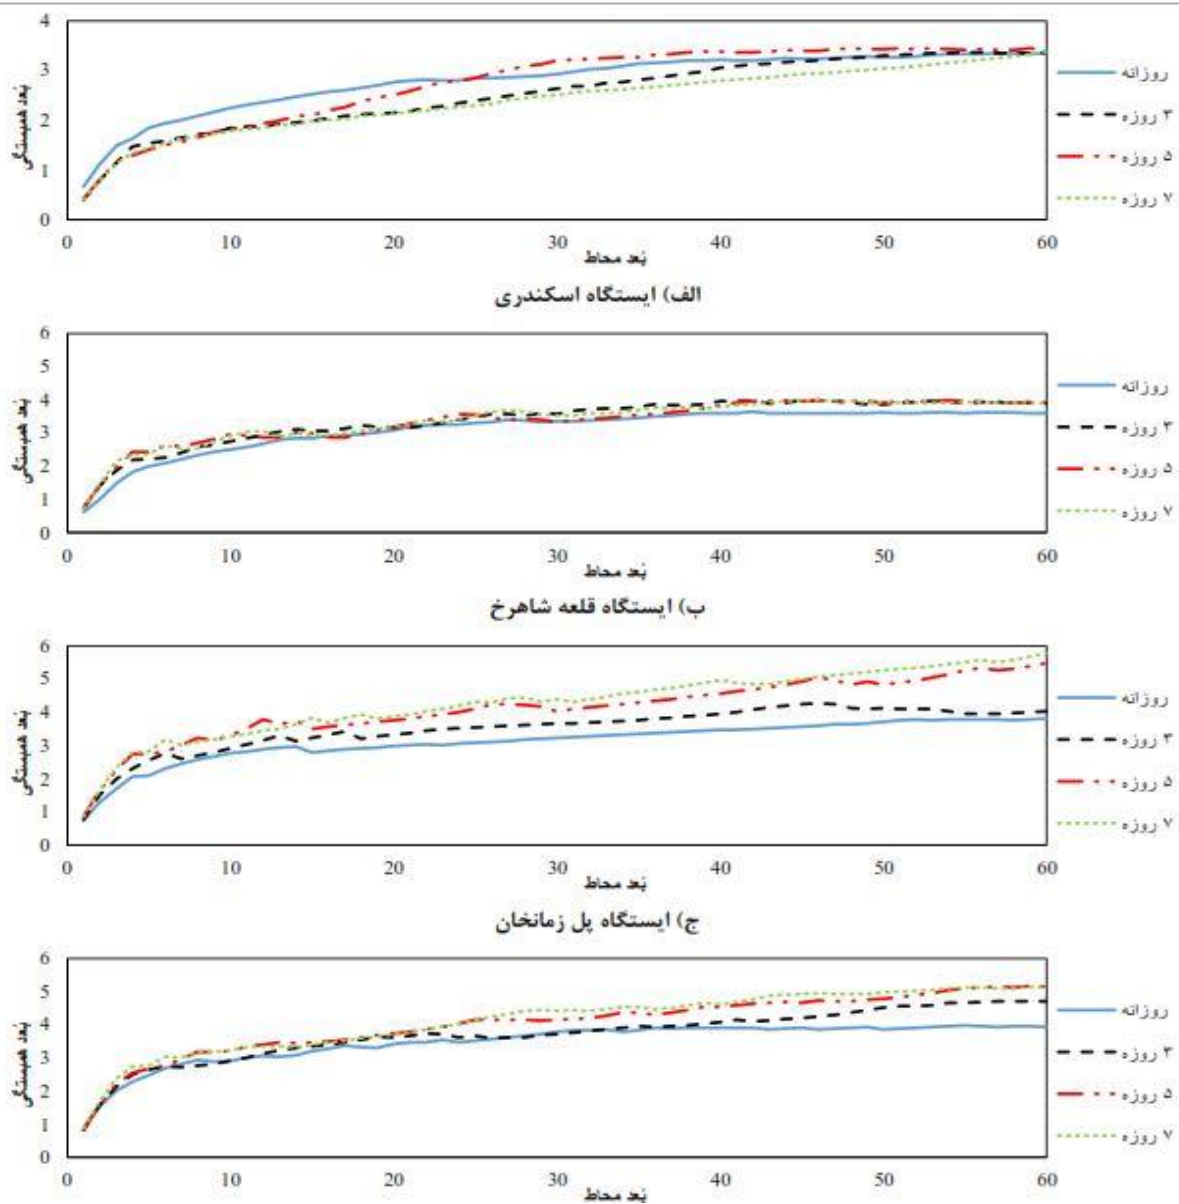 4
3
2
1
0
بُعد همبستگی
0 10 20 30 40 50 60
بُعد محاط
روزانه
۳ روزه
۵ روزه
۷ روزه
الف) ایستگاه اسکندری
6
5
4
3
2
1
0
بُعد همبستگی
0 10 20 30 40 50 60
بُعد محاط
روزانه
۳ روزه
۵ روزه
۷ روزه
ب) ایستگاه قلعه شاهرخ
6
5
4
3
2
1
0
بُعد همبستگی
0 10 20 30 40 50 60
بُعد محاط
روزانه
۳ روزه
۵ روزه
۷ روزه
ج) ایستگاه پل زمانخان
6
5
4
3
2
1
0
بُعد همبستگی
0 10 20 30 40 50 60
بُعد محاط
روزانه
۳ روزه
۵ روزه
۷ روزه